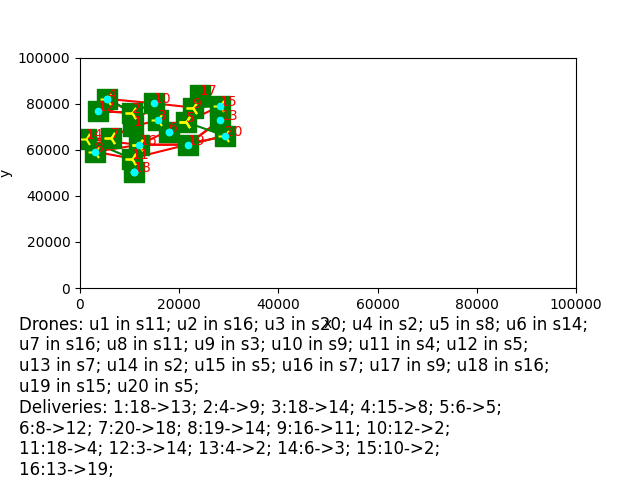 100000
80000
60000
40000
20000
0
y
17
15
13
20
19
18
0 20000 40000 60000 80000 100000
x
Drones: u1 in s11; u2 in s16; u3 in s20; u4 in s2; u5 in s8; u6 in s14;
u7 in s16; u8 in s11; u9 in s3; u10 in s9; u11 in s4; u12 in s5;
u13 in s7; u14 in s2; u15 in s5; u16 in s7; u17 in s9; u18 in s16;
u19 in s15; u20 in s5;
Deliveries: 1:18->13; 2:4->9; 3:18->14; 4:15->8; 5:6->5;
6:8->12; 7:20->18; 8:19->14; 9:16->11; 10:12->2;
11:18->4; 12:3->14; 13:4->2; 14:6->3; 15:10->2;
16:13->19;